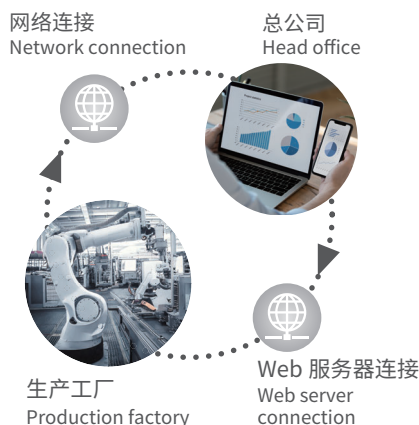 网络连接
Network connection
总公司
Head office
生产工厂
Production factory
Web 服务器连接
Web server
connection